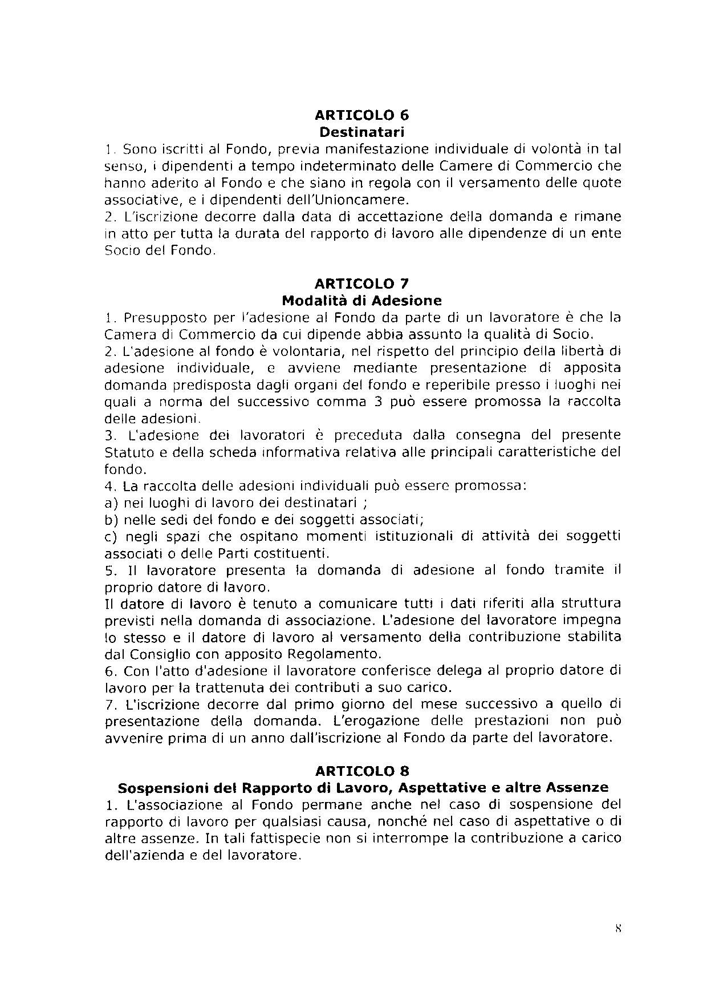 ARTICOLO 6
Destinatari
1. Sono iscritti al Fondo, previa manifestazione individuale di volontà in tal
senso, i dipendenti a tempo indeterminato delle Camere di Commercio che
hanno aderito al Fondo e che siano in regola con il versamento delle quote
associative, e i dipendenti dell'Unioncamere.
2. L'iscrizione decorre dalla data di accettazione della domanda e rimane
in atto per tutta la durata del rapporto di lavoro alle dipendenze di un ente
Socio del Fondo.
ARTICOLO 7
Modalità di Adesione
1. Presupposto per l'adesione al Fondo da parte di un lavoratore è che la
Camera di Commercio da cui dipende abbia assunto la qualità di Socio.
2. L'adesione al fondo è volontaria, nel rispetto del principio della libertà di
adesione individuale, e avviene mediante presentazione di apposita
domanda predisposta dagli organi del fondo e reperibile presso i luoghi nei
quali a norma del successivo comma 3 può essere promossa la raccolta
delle adesioni.
3. L'adesione dei lavoratori è preceduta dalla consegna del presente
Statuto e della scheda informativa relativa alle principali caratteristiche del
fondo.
4. La raccolta delle adesioni individuali può essere promossa:
a) nei luoghi di lavoro dei destinatari ;
b) nelle sedi del fondo e dei soggetti associati;
c) negli spazi che ospitano momenti istituzionali di attività dei soggetti
associati o delle Parti costituenti.
5. Il lavoratore presenta la domanda di adesione al fondo tramite il
proprio datore di lavoro.
Il datore di lavoro è tenuto a comunicare tutti i dati riferiti alla struttura
previsti nella domanda di associazione. L'adesione del lavoratore impegna
lo stesso e il datore di lavoro al versamento della contribuzione stabilita
dal Consiglio con apposito Regolamento.
6. Con l'atto d'adesione il lavoratore conferisce delega al proprio datore di
lavoro per la trattenuta dei contributi a suo carico.
7. L'iscrizione decorre dal primo giorno del mese successivo a quello di
presentazione della domanda. L'erogazione delle prestazioni non può
avvenire prima di un anno dall'iscrizione al Fondo da parte del lavoratore.
ARTICOLO 8
Sospensioni del Rapporto di Lavoro, Aspettative e altre Assenze
1. L'associazione al Fondo permane anche nel caso di sospensione del
rapporto di lavoro per qualsiasi causa, nonché nel caso di aspettative o di
altre assenze. In tali fattispecie non si interrompe la contribuzione a carico
dell'azienda e del lavoratore.
8